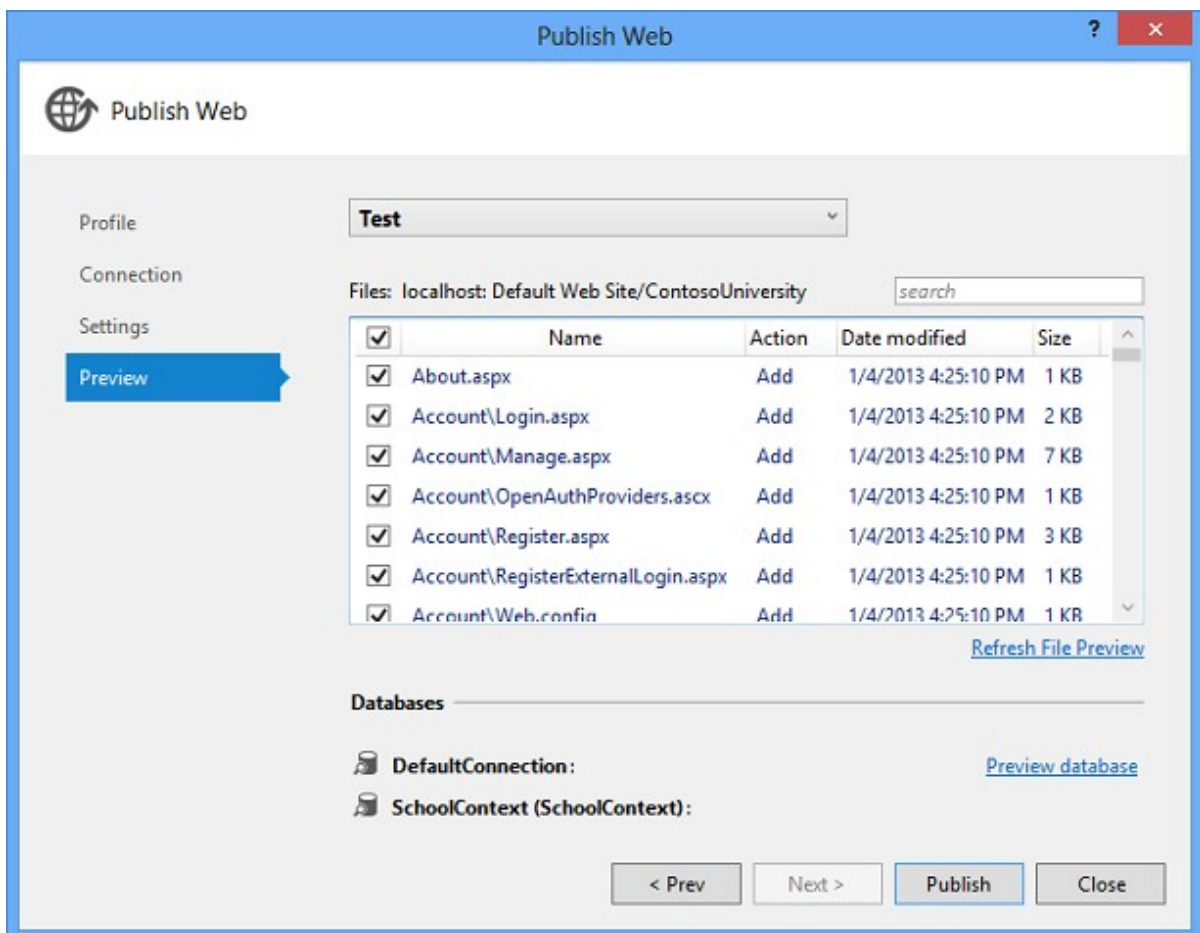 Publish Web
?
Publish Web
Profile
Connection
Settings
Preview
Test
Files: localhost: Default Web Site/ContosoUniversity
search
Name Action Date modified Size
About.aspx Add 1/4/2013 4:25:10 PM 1 KB
Account\Login.aspx Add 1/4/2013 4:25:10 PM 2 KB
Account\Manage.aspx Add 1/4/2013 4:25:10 PM 7 KB
Account\OpenAuthProviders.ascx Add 1/4/2013 4:25:10 PM 1 KB
Account\Register.aspx Add 1/4/2013 4:25:10 PM 3 KB
Account\RegisterExternalLogin.aspx Add 1/4/2013 4:25:10 PM 1 KB
Account\Web.config Add 1/4/2013 4:25:10 PM 1 KB
Refresh File Preview
Databases
DefaultConnection: Preview database
SchoolContext (SchoolContext):
< Prev Next > Publish Close